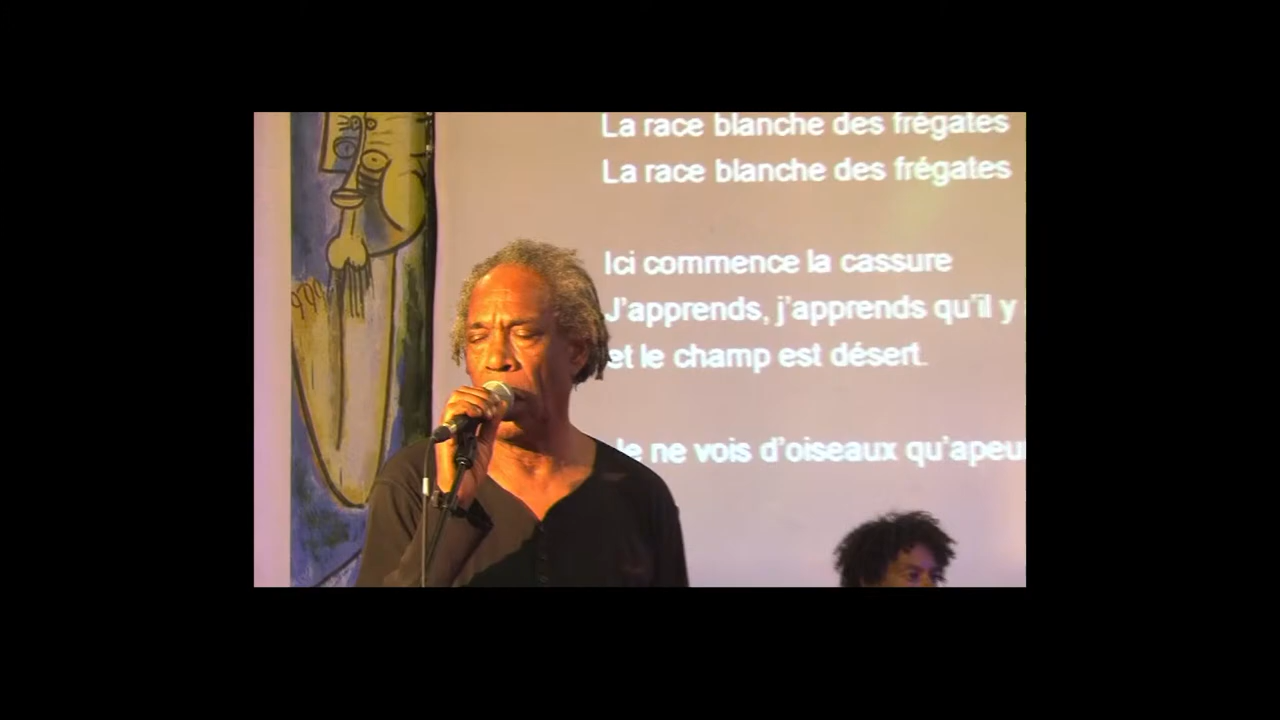 La race blanche des frégates
La race blanche des frégates
Ici commence la cassure
J'apprends, j'apprends qu'il y
et le champ est désert.
Je ne vois d'oiseaux qu'apeu